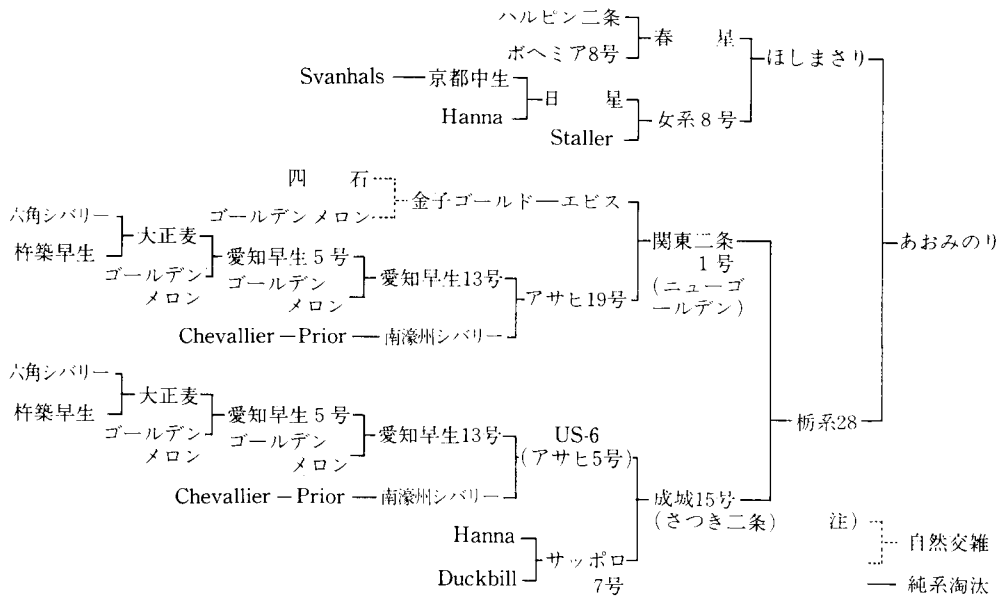 ハルピン二条
春 星
ボヘミア8号
ほしまさり
Svanhals — 京都中生
日 星
Hanna
女系8号
Staller
四 石
金子ゴールド—エビス
ゴールデンメロン
六角シバリー
大正麦
杵築早生
ゴールデン
メロン
愛知早生5号
ゴールデン
メロン
愛知早生13号
アサヒ19号
Chevallier — Prior — 南濠州シバリー
関東二条
1号
(ニューゴ
ールデン)
あおみのり
六角シバリー
大正麦
杵築早生
ゴールデン
メロン
愛知早生5号
ゴールデン
メロン
愛知早生13号
US-6
(アサヒ5号)
Chevallier — Prior — 南濠州シバリー
栃系28
成城15号
(さつき二条)
Hanna
サッポロ
7号
Duckbill
注)
自然交雑
純系淘汰